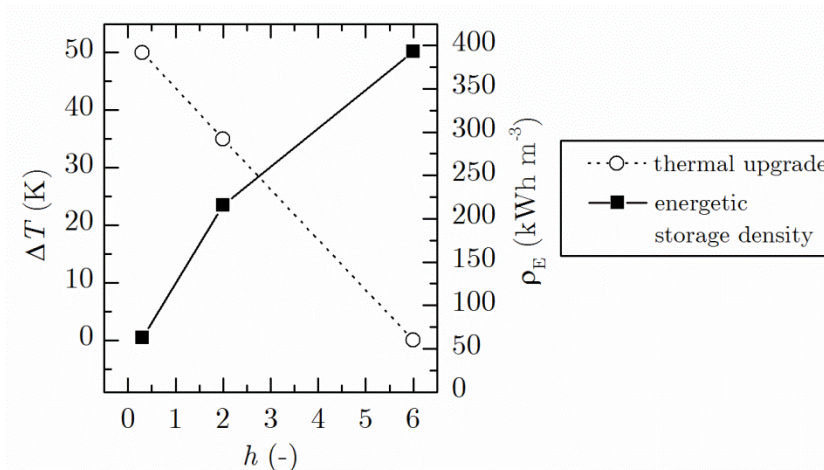 ΔT (K)
50
40
30
20
10
0
0 1 2 3 4 5 6
h (-)
400
350
300
250
200
150
100
50
0
ρE (kWh m-3)
thermal upgrade
energetic
storage density